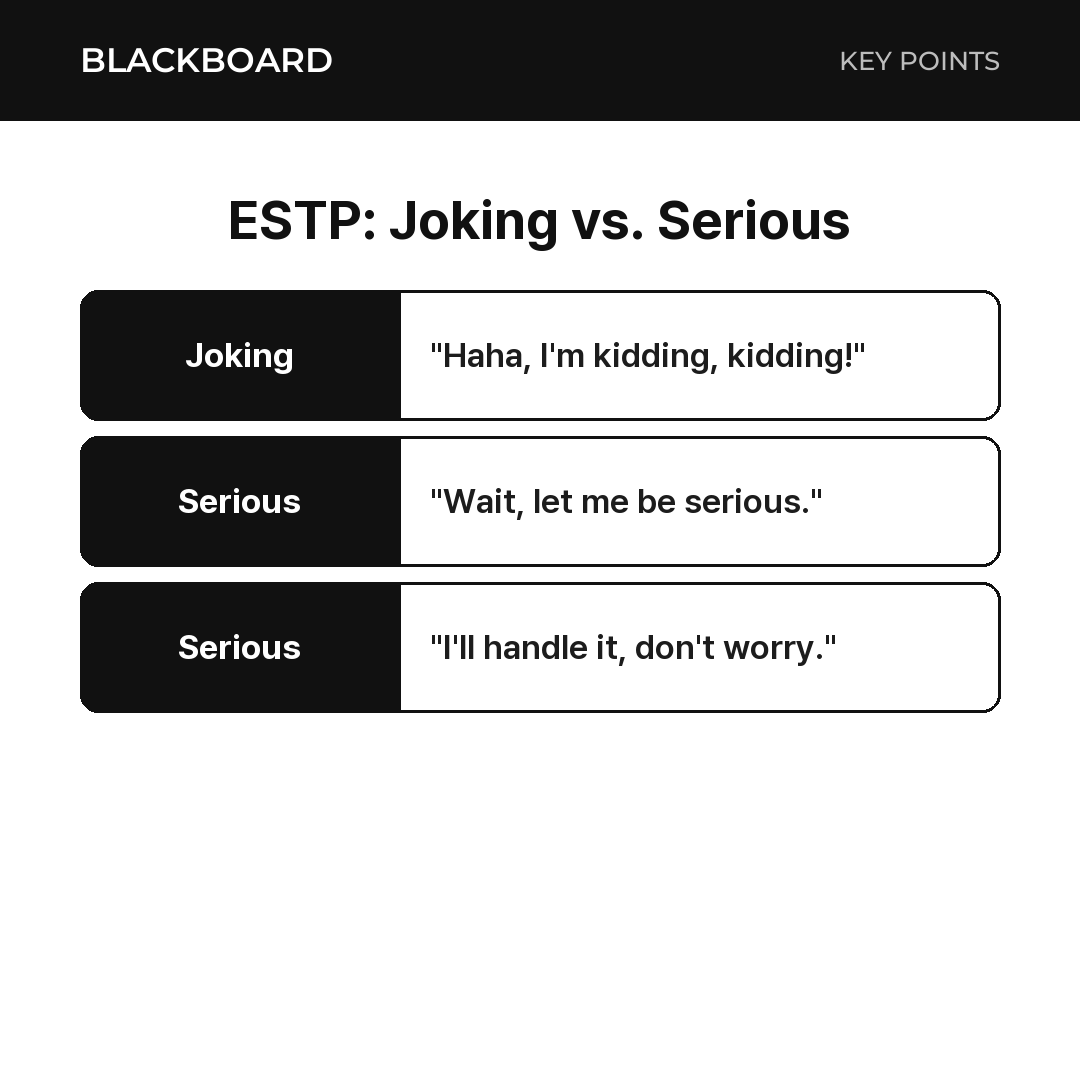 BLACKBOARD
KEY POINTS
ESTP: Joking vs. Serious
Joking
"Haha, I'm kidding, kidding!"
Serious
"Wait, let me be serious."
Serious
"I'll handle it, don't worry."